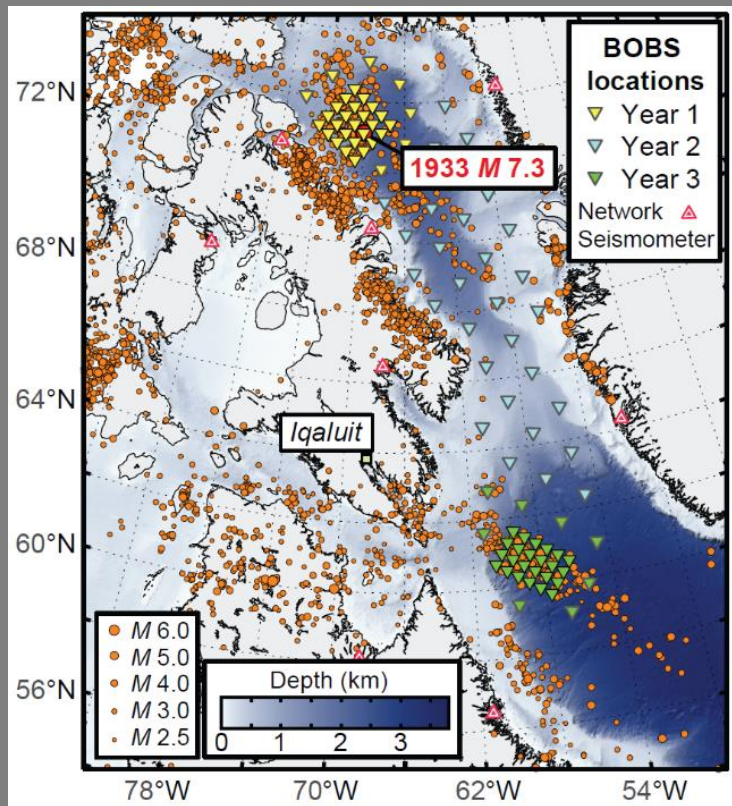 72°N
68°N
64°N
60°N
56°N
BOBS
locations
Year 1
Year 2
Year 3
Network
Seismometer
1933 M 7.3
Iqaluit
M 6.0
M 5.0
M 4.0
M 3.0
M 2.5
Depth (km)
0 1 2 3
78°W 70°W 62°W 54°W